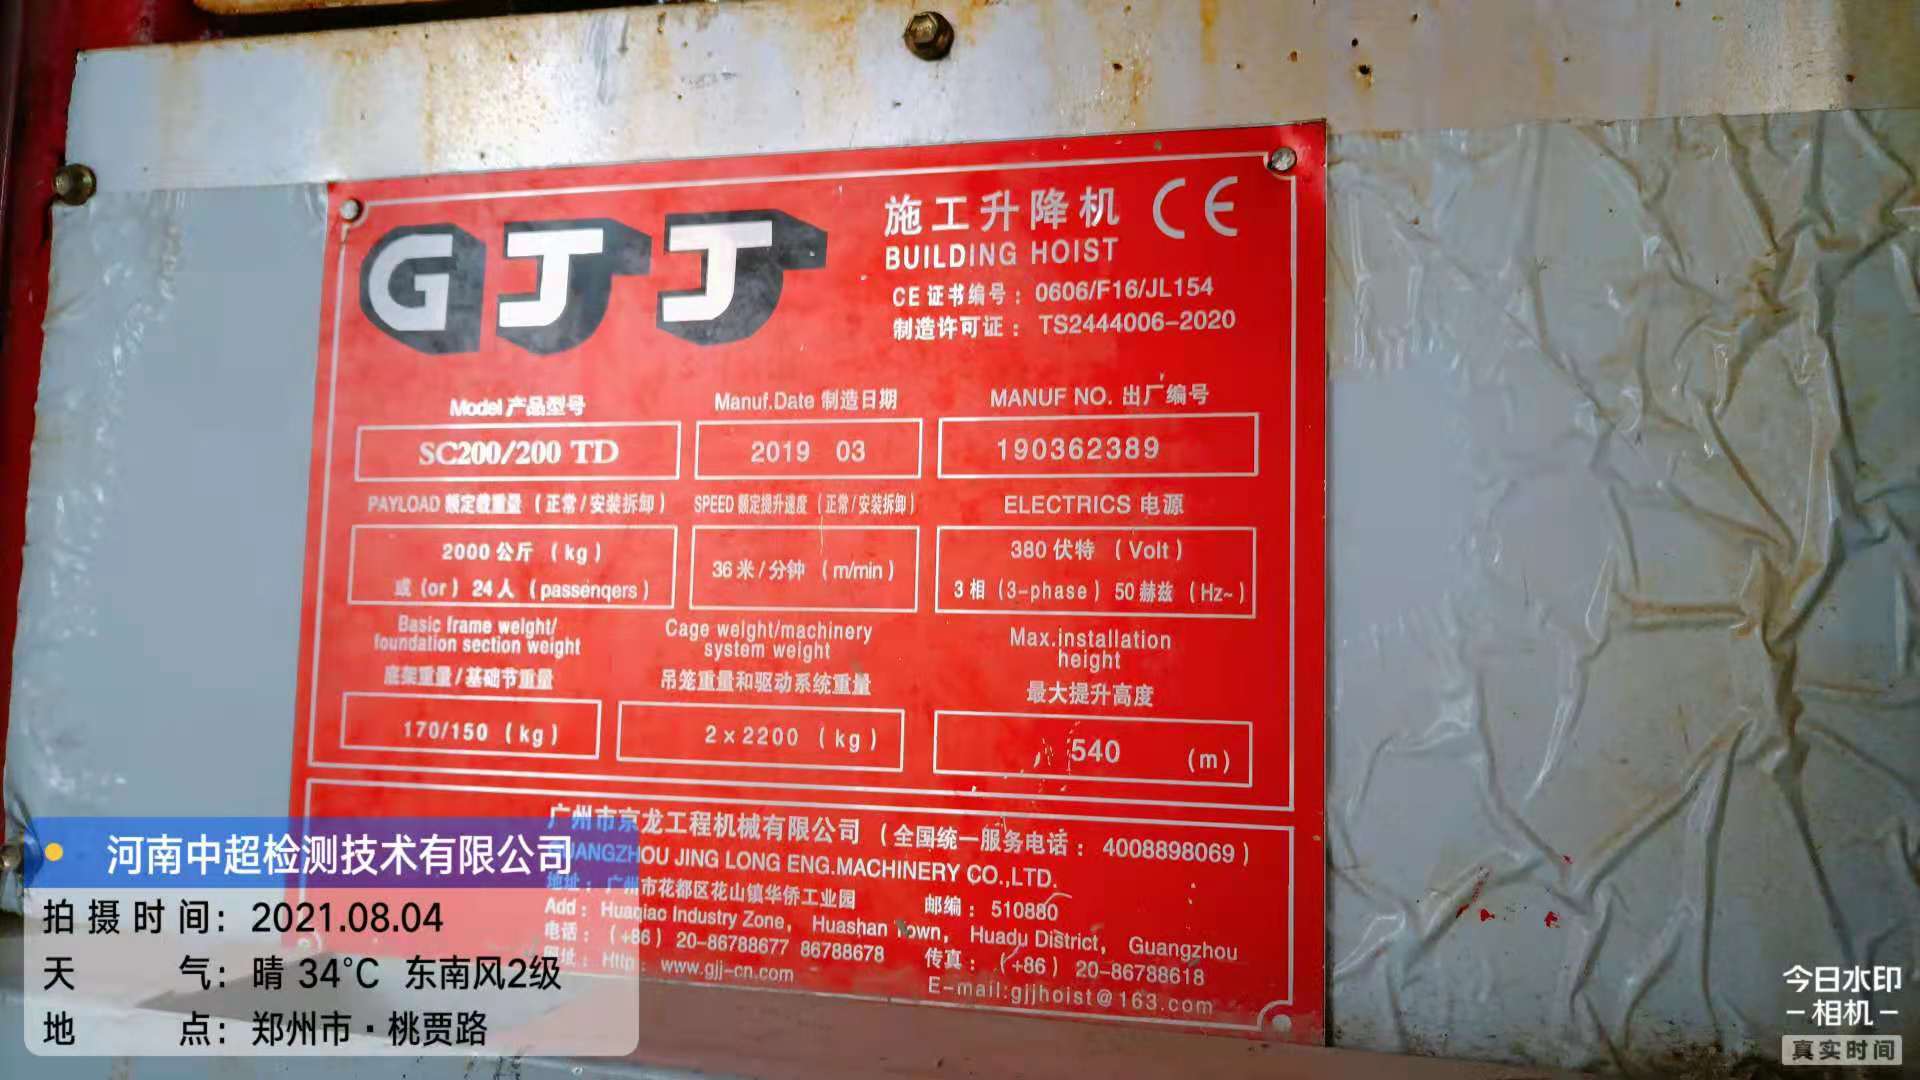 GJJ
施工升降机 CE
BUILDING HOIST
CE 证书编号：0606/F16/JL154
制造许可证：TS2444006-2020
Model 产品型号
SC200/200 TD
Manuf.Date 制造日期
2019 03
MANUF NO. 出厂编号
190362389
PAYLOAD 额定载重量（正常/安装拆卸）
2000 公斤（kg）
或（or）24人（passengers）
SPEED 额定提升速度（正常/安装拆卸）
36 米/分钟（m/min）
ELECTRICS 电源
380 伏特（Volt）
3 相（3-phase）50 赫兹（Hz~）
Basic frame weight/
foundation section weight
底架重量/基础节重量
170/150（kg）
Cage weight/machinery
system weight
吊笼重量和驱动系统重量
2×2200（kg）
Max.installation
height
最大提升高度
540 （m）
广州市京龙工程机械有限公司（全国统一服务电话：4008898069）
GUANGZHOU JING LONG ENG.MACHINERY CO.,LTD.
地址：广州市花都区花山镇华侨工业园 邮编：510880
Add：Huaqiao Industry Zone，Huashan Town，Huadu District，Guangzhou
电话：（+86）20-86788677 86788678 传真：（+86）20-86788618
网址：Http：www.gjj-cn.com E-mail:gjjhoist@163.com
河南中超检测技术有限公司
拍摄时间：2021.08.04
天 气：晴 34℃ 东南风2级
地 点：郑州市·桃贾路
今日水印
相机
真实时间